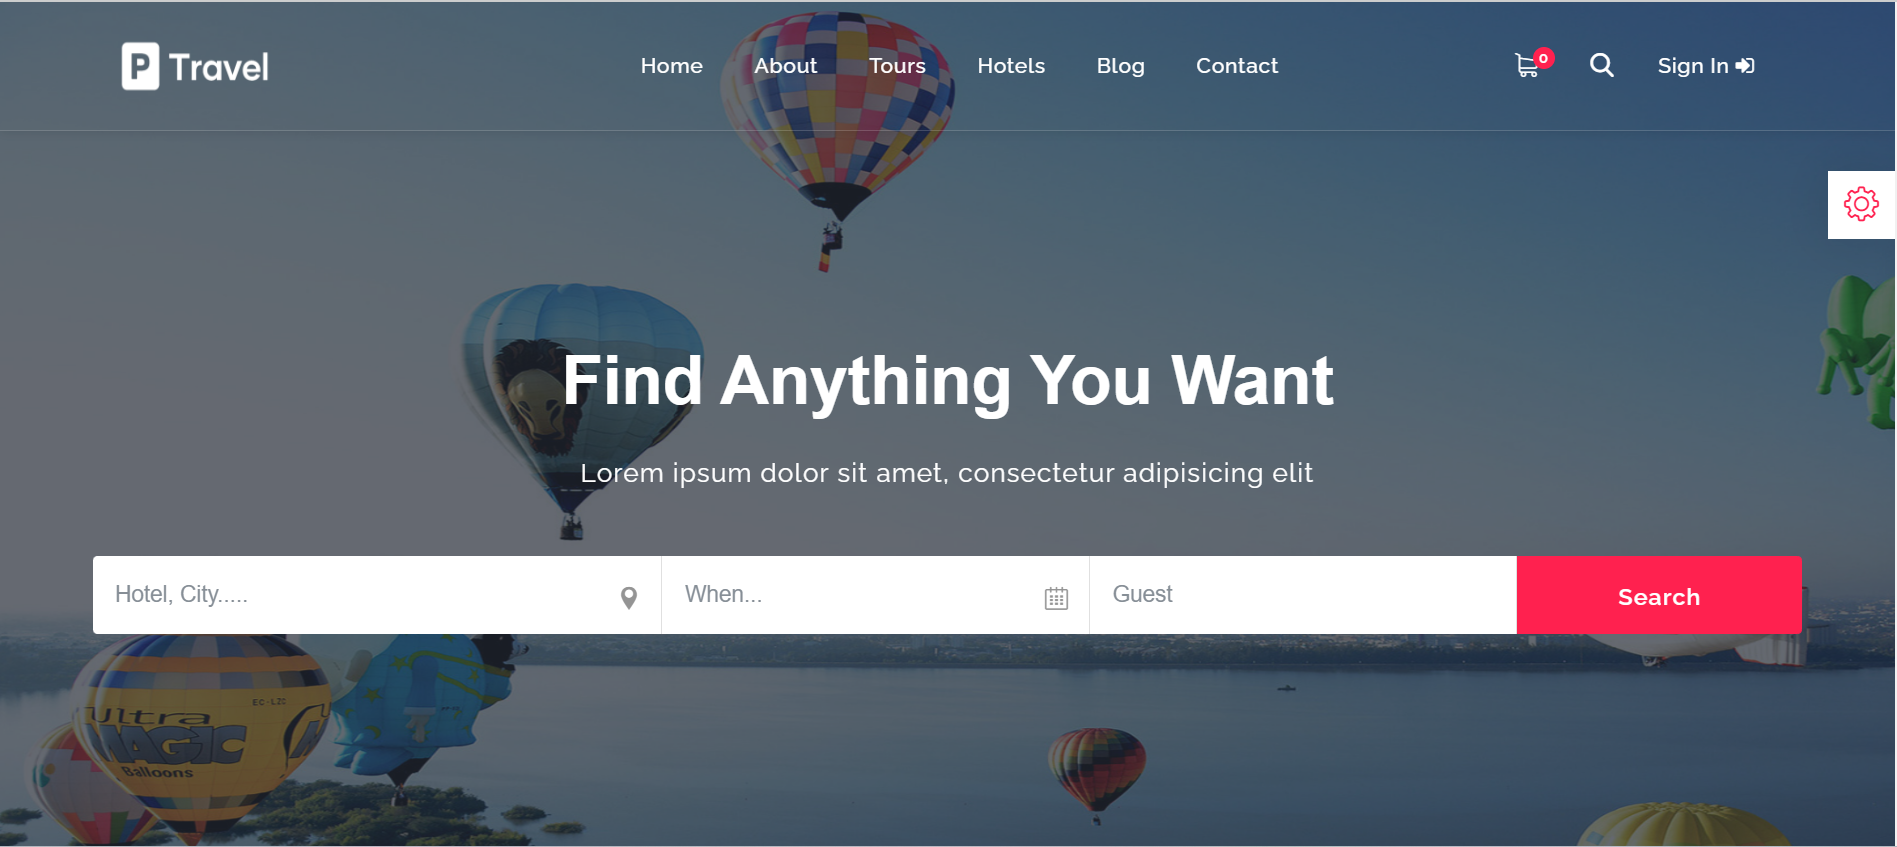 P Travel
Home About Tours Hotels Blog Contact
0
Sign In
Find Anything You Want
Lorem ipsum dolor sit amet, consectetur adipisicing elit
Hotel, City.....
When...
Guest
Search
EC-LZC
Ultra
MAGIC
Balloons